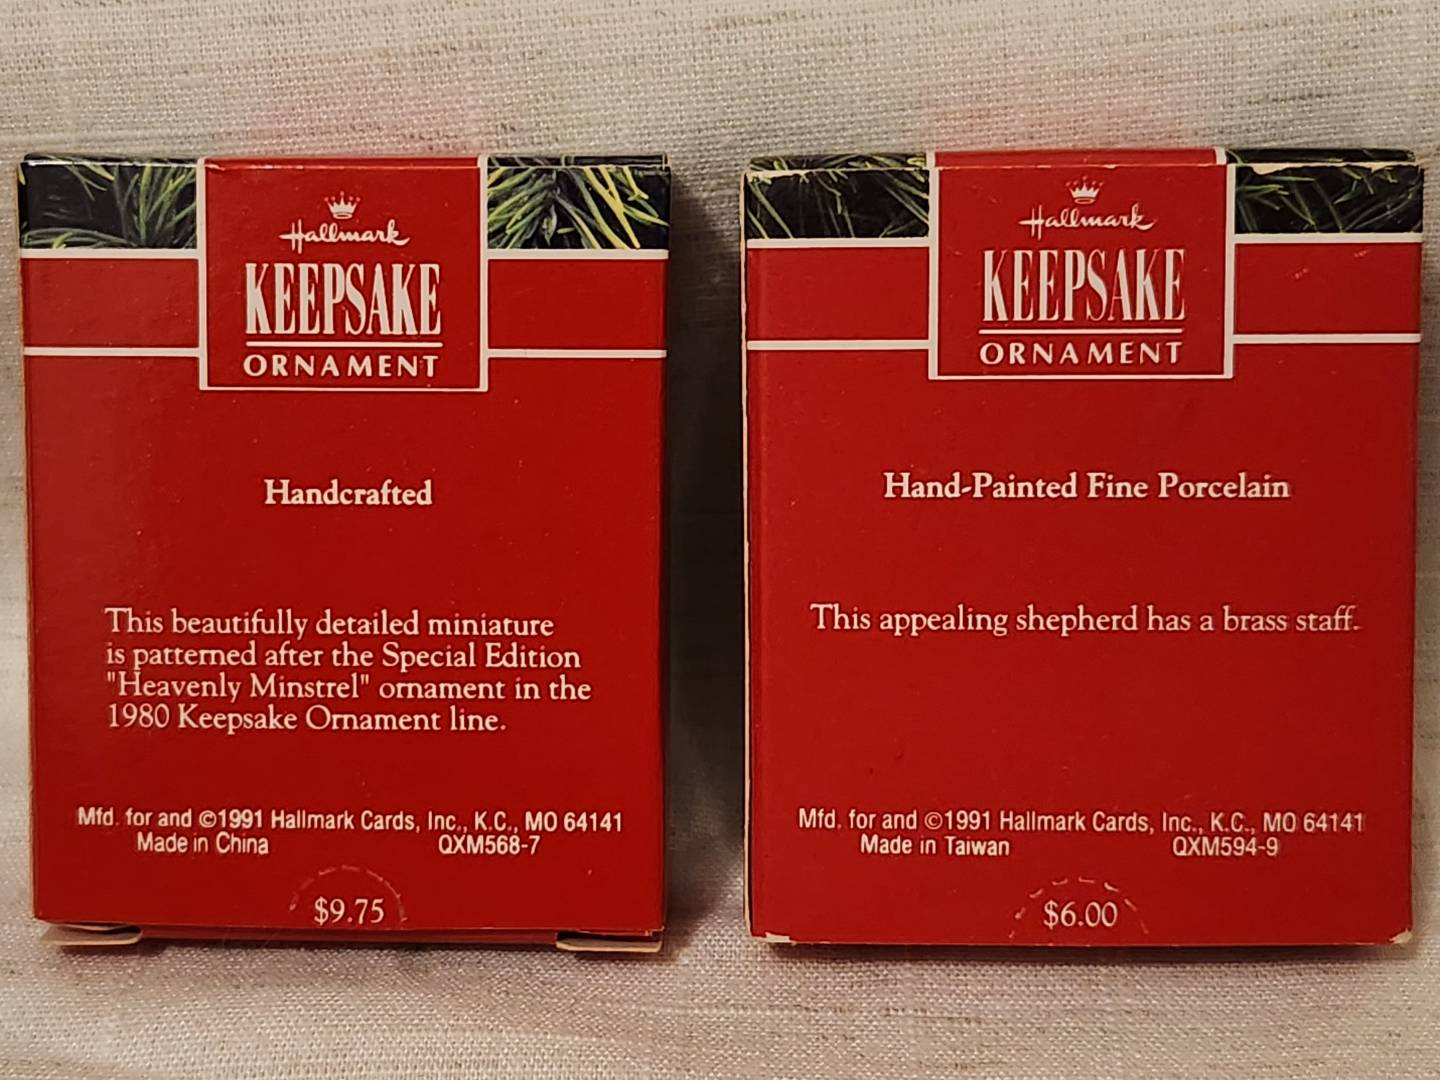 Hallmark
KEEPSAKE
ORNAMENT
Handcrafted
This beautifully detailed miniature
is patterned after the Special Edition
"Heavenly Minstrel" ornament in the
1980 Keepsake Ornament line.
Mfd. for and ©1991 Hallmark Cards, Inc., K.C., MO 64141
Made in China QXM568-7
$9.75
Hallmark
KEEPSAKE
ORNAMENT
Hand-Painted Fine Porcelain
This appealing shepherd has a brass staff.
Mfd. for and ©1991 Hallmark Cards, Inc., K.C., MO 64141
Made in Taiwan QXM594-9
$6.00